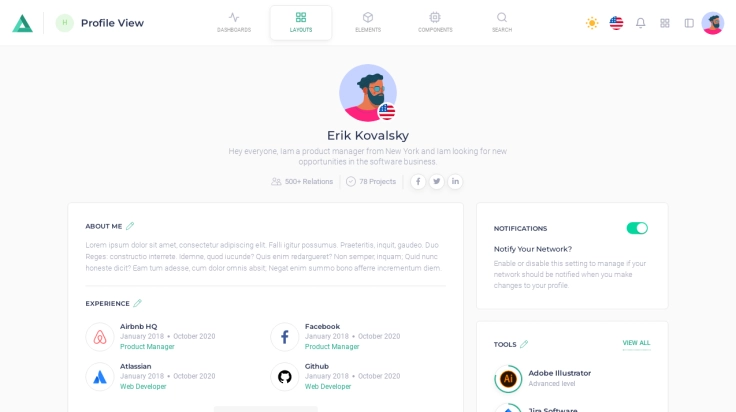 H
Profile View
DASHBOARDS
LAYOUTS
ELEMENTS
COMPONENTS
SEARCH
Erik Kovalsky
Hey everyone, Iam a product manager from New York and Iam looking for new
opportunities in the software business.
500+ Relations
78 Projects
ABOUT ME
Lorem ipsum dolor sit amet, consectetur adipiscing elit. Falli igitur possumus. Praetentis, inquit, gaudeo. Duo
Reges: constructio interrete. Idemne, quod iucunde? Quis enim redargueret? Non semper, inquam. Quid nunc
honeste dicit? Eam tum adesse, cum dolor omnis absit; Negat enim summo bono afferre incrementum diem.
EXPERIENCE
Airbnb HQ
January 2018 • October 2020
Product Manager
Facebook
January 2018 • October 2020
Product Manager
Atlassian
January 2018 • October 2020
Web Developer
Github
January 2018 • October 2020
Web Developer
NOTIFICATIONS
Notify Your Network?
Enable or disable this setting to manage if your
network should be notified when you make
changes to your profile.
TOOLS
VIEW ALL
Ai
Adobe Illustrator
Advanced level
Jira Software